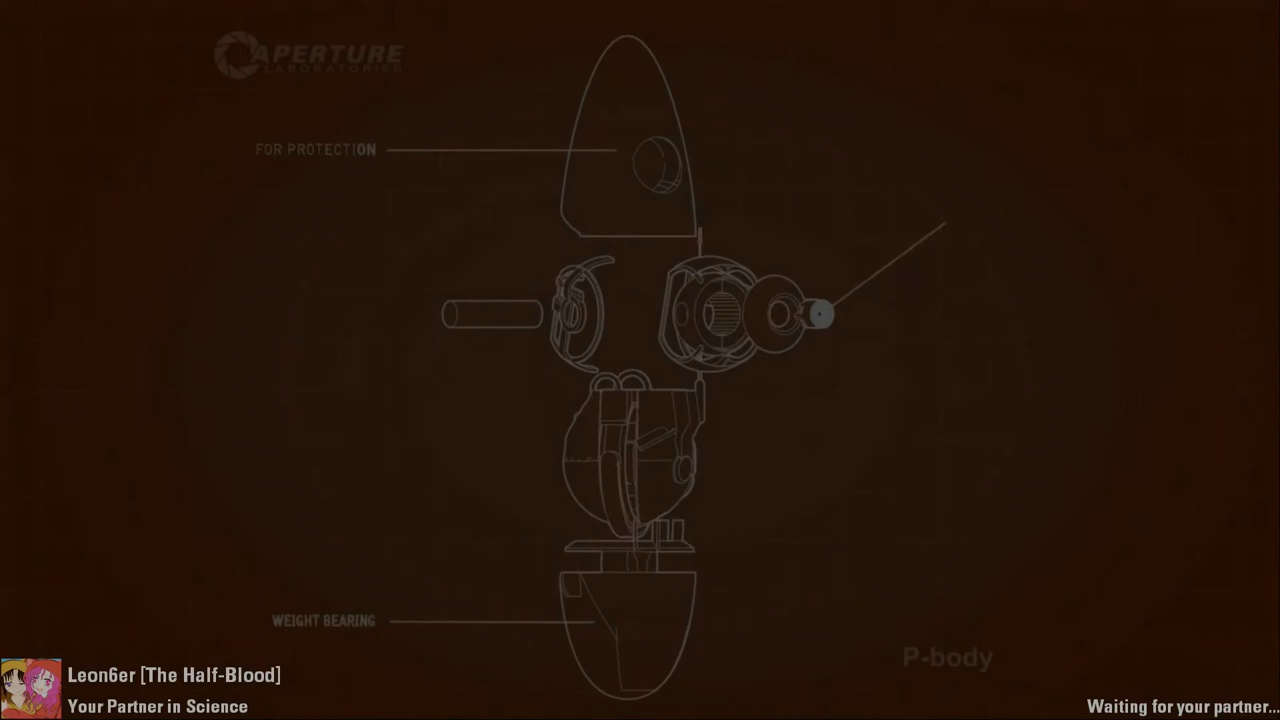 APERTURE
LABORATORIES
FOR PROTECTION
WEIGHT BEARING
P-body
Leon6er [The Half-Blood]
Your Partner in Science
Waiting for your partner...